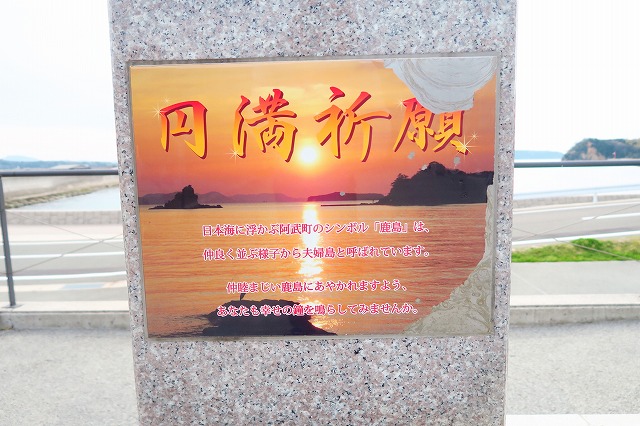 円満祈願
日本海に浮かぶ阿武町のシンボル「鹿島」は、
仲良く並ぶ様子から夫婦島と呼ばれています。
仲睦まじい鹿島にあやかれますよう、
あなたも幸せの鐘を鳴らしてみませんか。